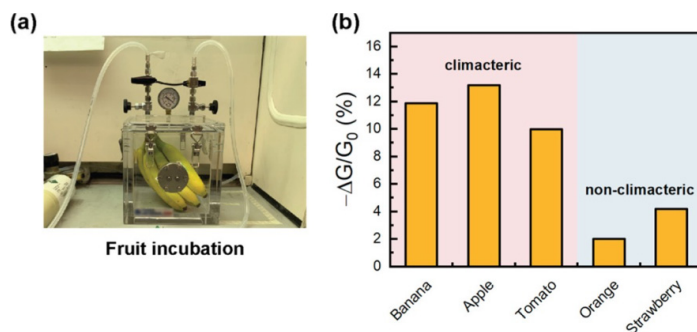 (a)
Fruit incubation
(b)
−ΔG/G₀ (%)
16
14
12
10
8
6
4
2
0
climacteric
non-climacteric
Banana
Apple
Tomato
Orange
Strawberry